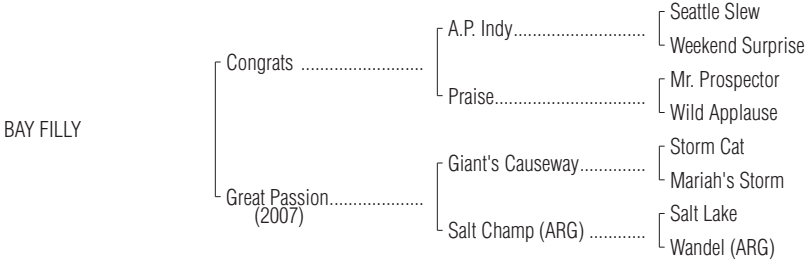 Seattle Slew
A.P. Indy..............................
Weekend Surprise
Congrats ...........................
Mr. Prospector
Praise..................................
Wild Applause
BAY FILLY
Storm Cat
Giant's Causeway...............
Mariah's Storm
Great Passion.....................
(2007)
Salt Lake
Salt Champ (ARG) .............
Wandel (ARG)